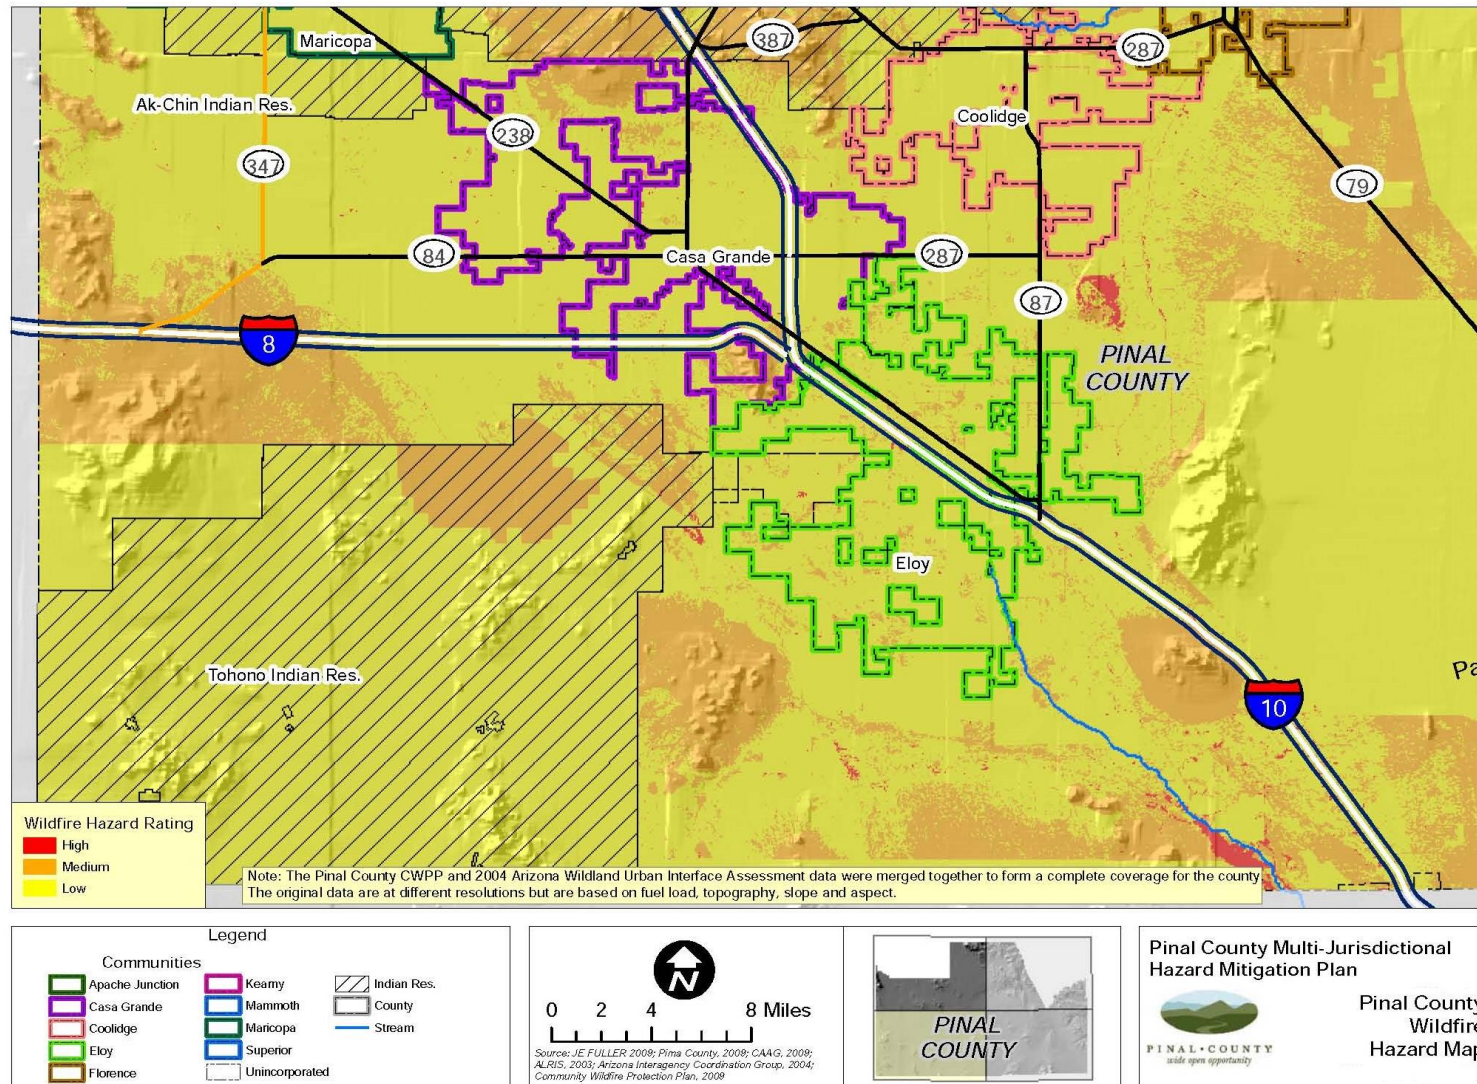 Maricopa
387
287
Ak-Chin Indian Res.
Coolidge
238
347
79
84
Casa Grande
287
87
8
PINAL
COUNTY
Eloy
Tohono Indian Res.
Pa
10
Wildfire Hazard Rating
High
Medium
Low
Note: The Pinal County CWPP and 2004 Arizona Wildland Urban Interface Assessment data were merged together to form a complete coverage for the county.
The original data are at different resolutions but are based on fuel load, topography, slope and aspect.
Legend
Communities
Apache Junction
Casa Grande
Coolidge
Eloy
Florence
Kearny
Mammoth
Maricopa
Superior
Unincorporated
Indian Res.
County
Stream
N
0 2 4 8 Miles
Source: JE FULLER 2009; Pima County, 2009; CAAG, 2009;
ALRIS, 2003; Arizona Interagency Coordination Group, 2004;
Community Wildfire Protection Plan, 2009
PINAL
COUNTY
Pinal County Multi-Jurisdictional
Hazard Mitigation Plan
PINAL•COUNTY
wide open opportunity
Pinal County
Wildfire
Hazard Map